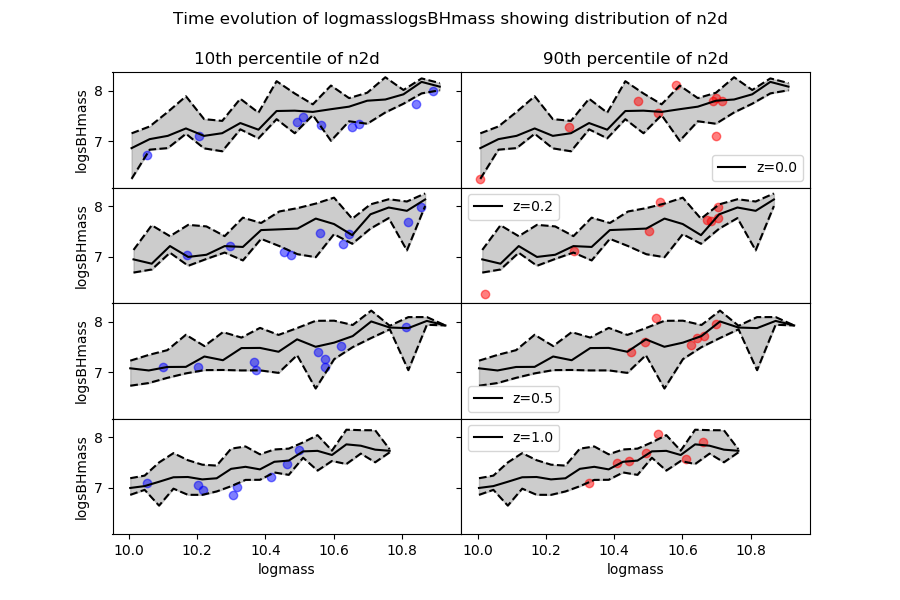 Time evolution of logmasslogsBHmass showing distribution of n2d
10th percentile of n2d
90th percentile of n2d
logsBHmass
8
7
z=0.0
logsBHmass
8
7
z=0.2
logsBHmass
8
7
z=0.5
logsBHmass
8
7
z=1.0
10.0 10.2 10.4 10.6 10.8
10.0 10.2 10.4 10.6 10.8
logmass
logmass